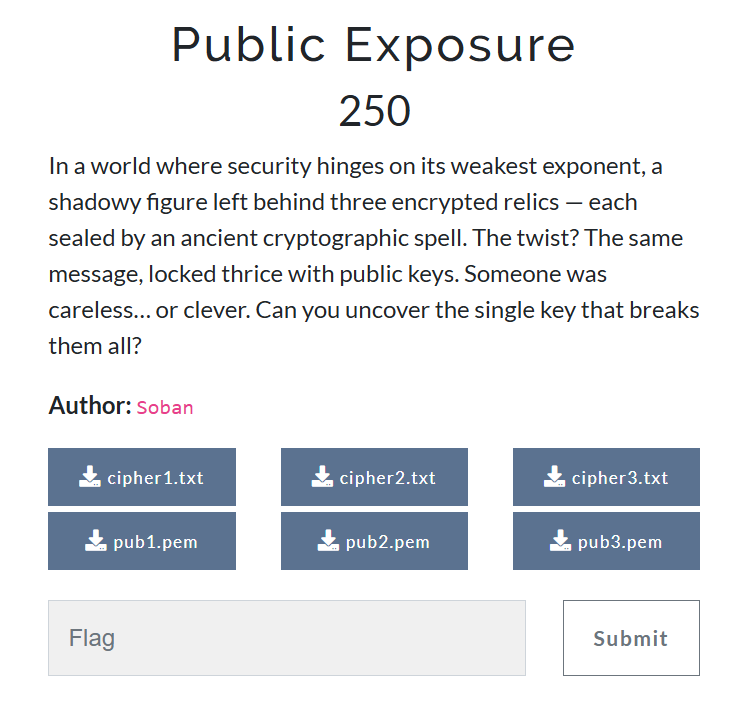 Public Exposure
250
In a world where security hinges on its weakest exponent, a
shadowy figure left behind three encrypted relics — each
sealed by an ancient cryptographic spell. The twist? The same
message, locked thrice with public keys. Someone was
careless... or clever. Can you uncover the single key that breaks
them all?
Author: Soban
cipher1.txt cipher2.txt cipher3.txt
pub1.pem pub2.pem pub3.pem
Flag Submit